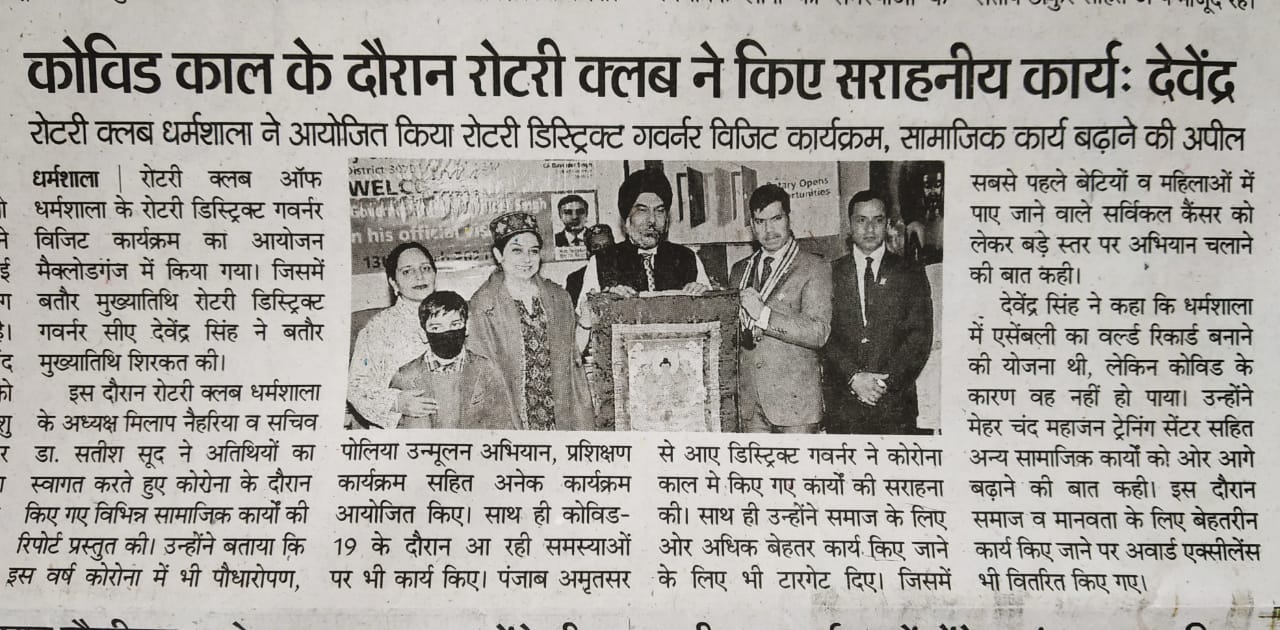 कोविड काल के दौरान रोटरी क्लब ने किए सराहनीय कार्यः देवेंद्र
रोटरी क्लब धर्मशाला ने आयोजित किया रोटरी डिस्ट्रिक्ट गवर्नर विजिट कार्यक्रम, सामाजिक कार्य बढ़ाने की अपील
धर्मशाला | रोटरी क्लब ऑफ
धर्मशाला के रोटरी डिस्ट्रिक्ट गवर्नर
विजिट कार्यक्रम का आयोजन
मैक्लोडगंज में किया गया। जिसमें
बतौर मुख्यातिथि रोटरी डिस्ट्रिक्ट
गवर्नर सीए देवेंद्र सिंह ने बतौर
मुख्यातिथि शिरकत की।
इस दौरान रोटरी क्लब धर्मशाला
के अध्यक्ष मिलाप नैहरिया व सचिव
डा. सतीश सूद ने अतिथियों का
स्वागत करते हुए कोरोना के दौरान
किए गए विभिन्न सामाजिक कार्यों की
रिपोर्ट प्रस्तुत की। उन्होंने बताया कि
इस वर्ष कोरोना में भी पौधारोपण,
District 3070
WELC
n his official
पोलिया उन्मूलन अभियान, प्रशिक्षण
कार्यक्रम सहित अनेक कार्यक्रम
आयोजित किए। साथ ही कोविड-
19 के दौरान आ रही समस्याओं
पर भी कार्य किए। पंजाब अमृतसर
tary Opens
ortunities
से आए डिस्ट्रिक्ट गवर्नर ने कोरोना
काल मे किए गए कार्यों की सराहना
की। साथ ही उन्होंने समाज के लिए
ओर अधिक बेहतर कार्य किए जाने
के लिए भी टारगेट दिए। जिसमें
सबसे पहले बेटियों व महिलाओं में
पाए जाने वाले सर्विकल कैंसर को
लेकर बड़े स्तर पर अभियान चलाने
की बात कही।
देवेंद्र सिंह ने कहा कि धर्मशाला
में एसेंबली का वर्ल्ड रिकार्ड बनाने
की योजना थी, लेकिन कोविड के
कारण वह नहीं हो पाया। उन्होंने
मेहर चंद महाजन ट्रेनिंग सेंटर सहित
अन्य सामाजिक कार्यों को ओर आगे
बढ़ाने की बात कही। इस दौरान
समाज व मानवता के लिए बेहतरीन
कार्य किए जाने पर अवार्ड एक्सीलेंस
भी वितरित किए गए।